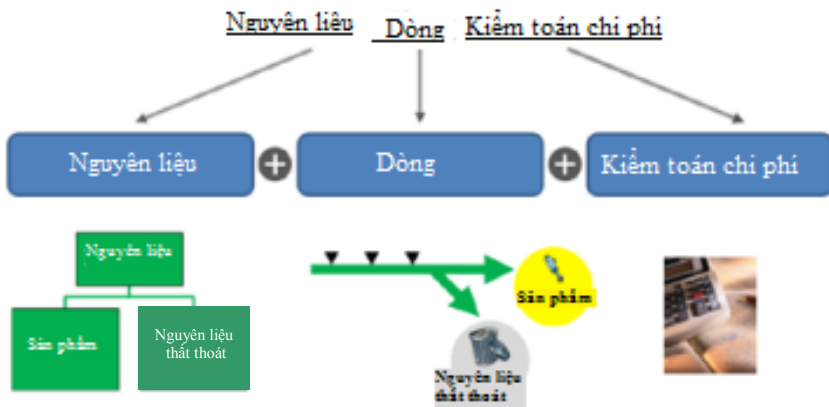 Nguyên liệu Dòng Kiểm toán chi phí
Nguyên liệu + Dòng + Kiểm toán chi phí
Nguyên liệu
Sản phẩm
Nguyên liệu
thất thoát
Sản phẩm
Nguyên liệu
thất thoát